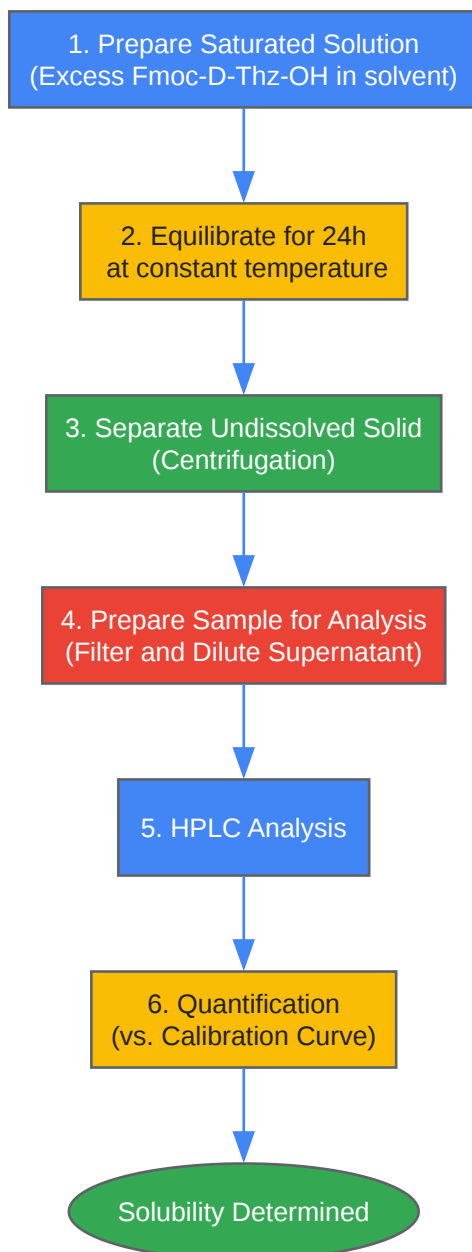 1. Prepare Saturated Solution
(Excess Fmoc-D-Thz-OH in solvent)
2. Equilibrate for 24h
at constant temperature
3. Separate Undissolved Solid
(Centrifugation)
4. Prepare Sample for Analysis
(Filter and Dilute Supernatant)
5. HPLC Analysis
6. Quantification
(vs. Calibration Curve)
Solubility Determined